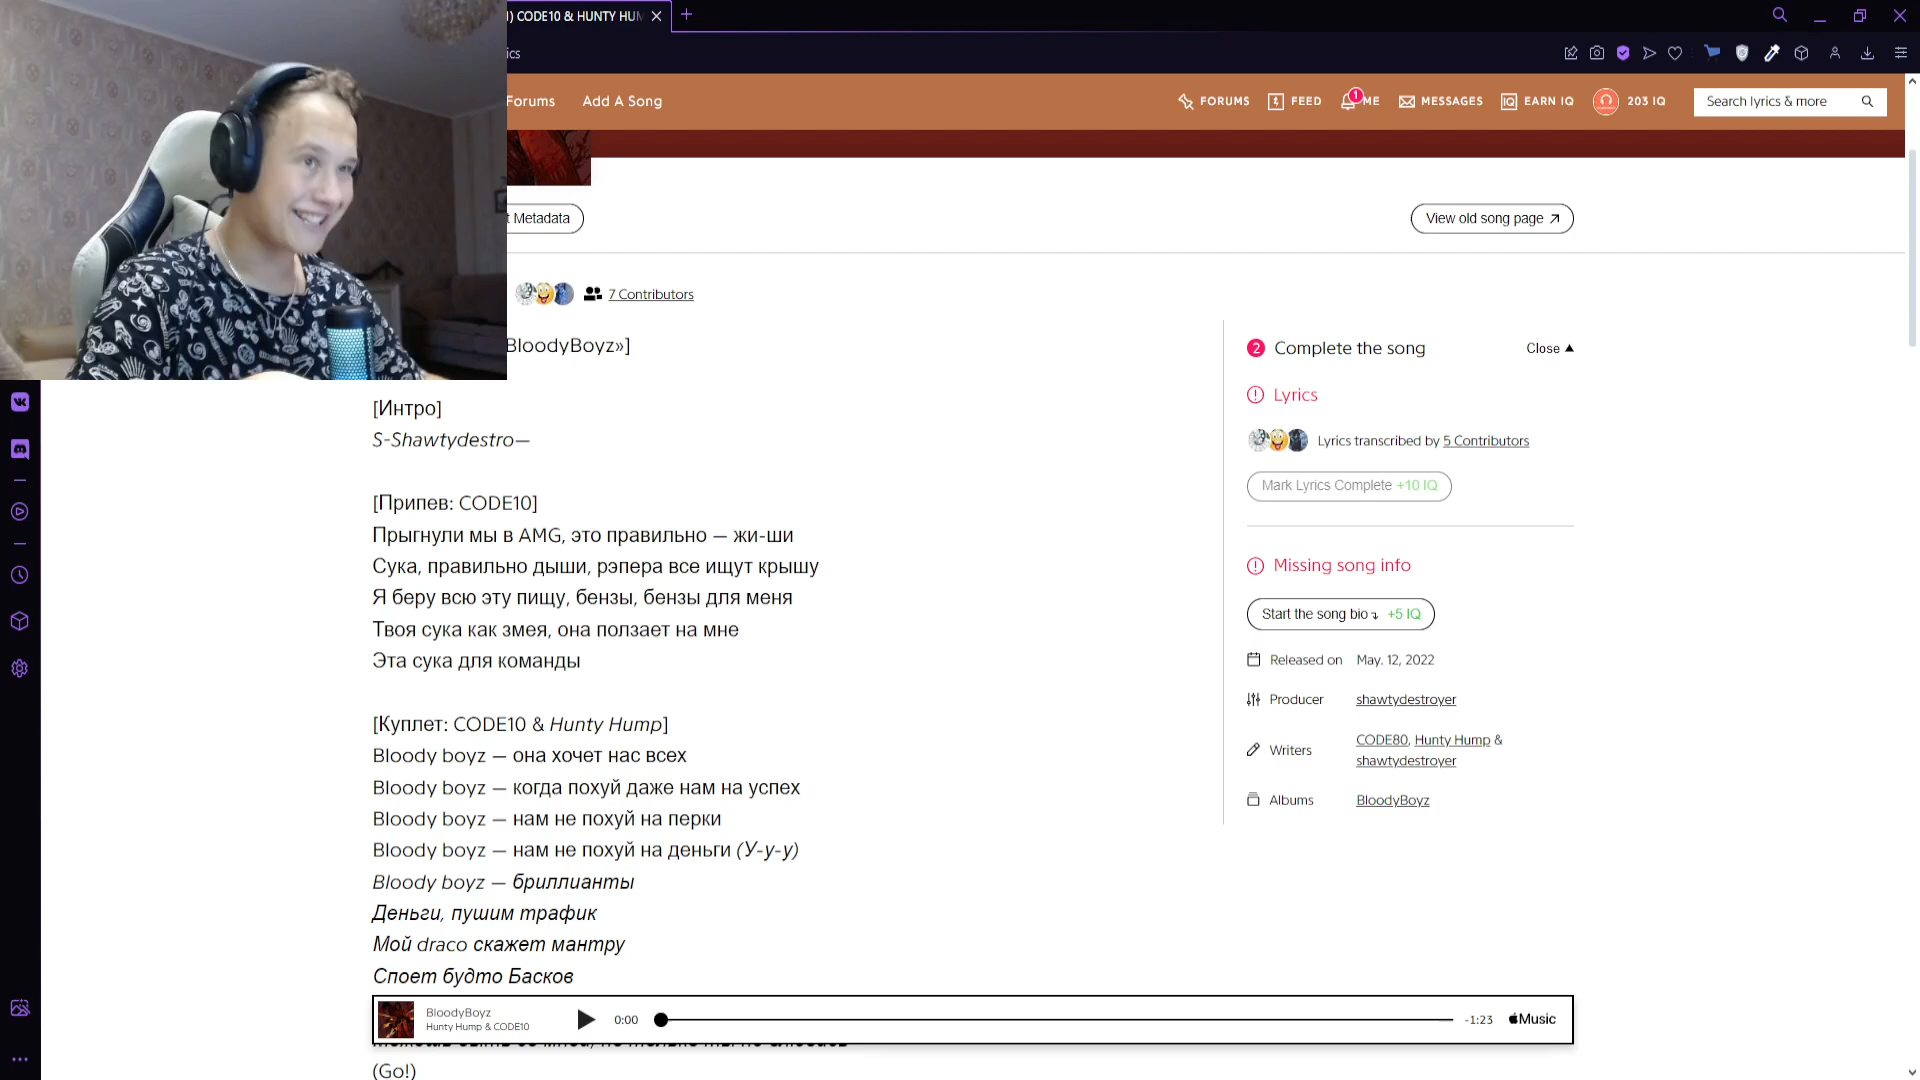 ) CODE10 & HUNTY HUM
ics
Forums
Add A Song
FORUMS
FEED
1
ME
MESSAGES
EARN IQ
203 IQ
Search lyrics & more
t Metadata
View old song page
7 Contributors
BloodyBoyz»]
[Интро]
S-Shawtydestro—
[Припев: CODE10]
Прыгнули мы в AMG, это правильно — жи-ши
Сука, правильно дыши, рэпера все ищут крышу
Я беру всю эту пищу, бензы, бензы для меня
Твоя сука как змея, она ползает на мне
Эта сука для команды
[Куплет: CODE10 & Hunty Hump]
Bloody boyz — она хочет нас всех
Bloody boyz — когда похуй даже нам на успех
Bloody boyz — нам не похуй на перки
Bloody boyz — нам не похуй на деньги (У-у-у)
Bloody boyz — бриллианты
Деньги, пушим трафик
Мой draco скажет мантру
Споет будто Басков
(Go!)
2 Complete the song
Close
Lyrics
Lyrics transcribed by 5 Contributors
Mark Lyrics Complete +10 IQ
Missing song info
Start the song bio +5 IQ
Released on May. 12, 2022
Producer shawtydestroyer
Writers CODE80, Hunty Hump &
shawtydestroyer
Albums BloodyBoyz
BloodyBoyz
Hunty Hump & CODE10
0:00
-1:23
Music